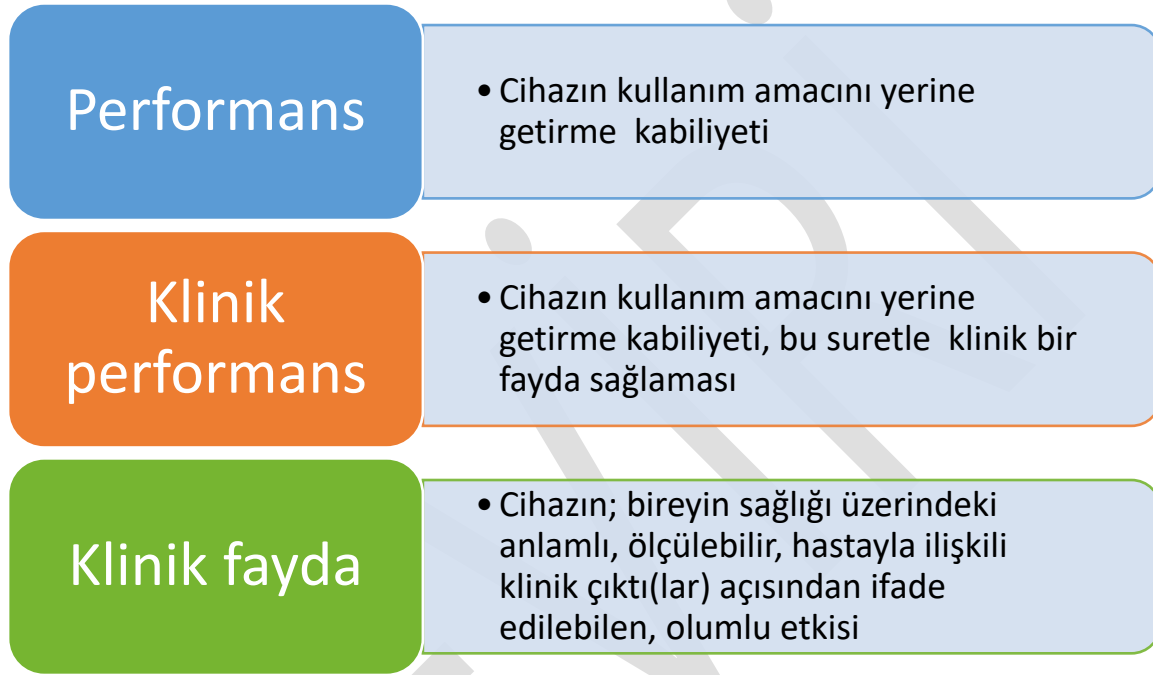 Performans
• Cihazın kullanım amacını yerine
getirme kabiliyeti
Klinik
performans
• Cihazın kullanım amacını yerine
getirme kabiliyeti, bu suretle klinik bir
fayda sağlaması
Klinik fayda
• Cihazın; bireyin sağlığı üzerindeki
anlamlı, ölçülebilir, hastayla ilişkili
klinik çıktı(lar) açısından ifade
edilebilen, olumlu etkisi